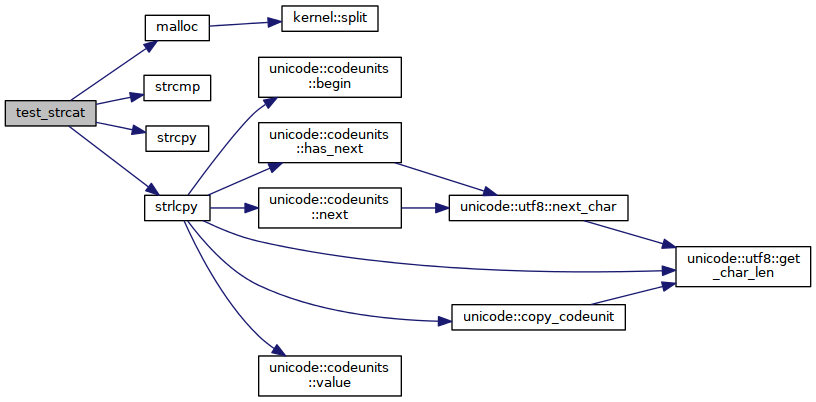 kernel::split
malloc
unicode::codeunits
::begin
strcmp
test_strcat
strcpy
unicode::codeunits
::has_next
strlcpy
unicode::codeunits
::next
unicode::utf8::next_char
unicode::utf8::get
_char_len
unicode::copy_codeunit
unicode::codeunits
::value